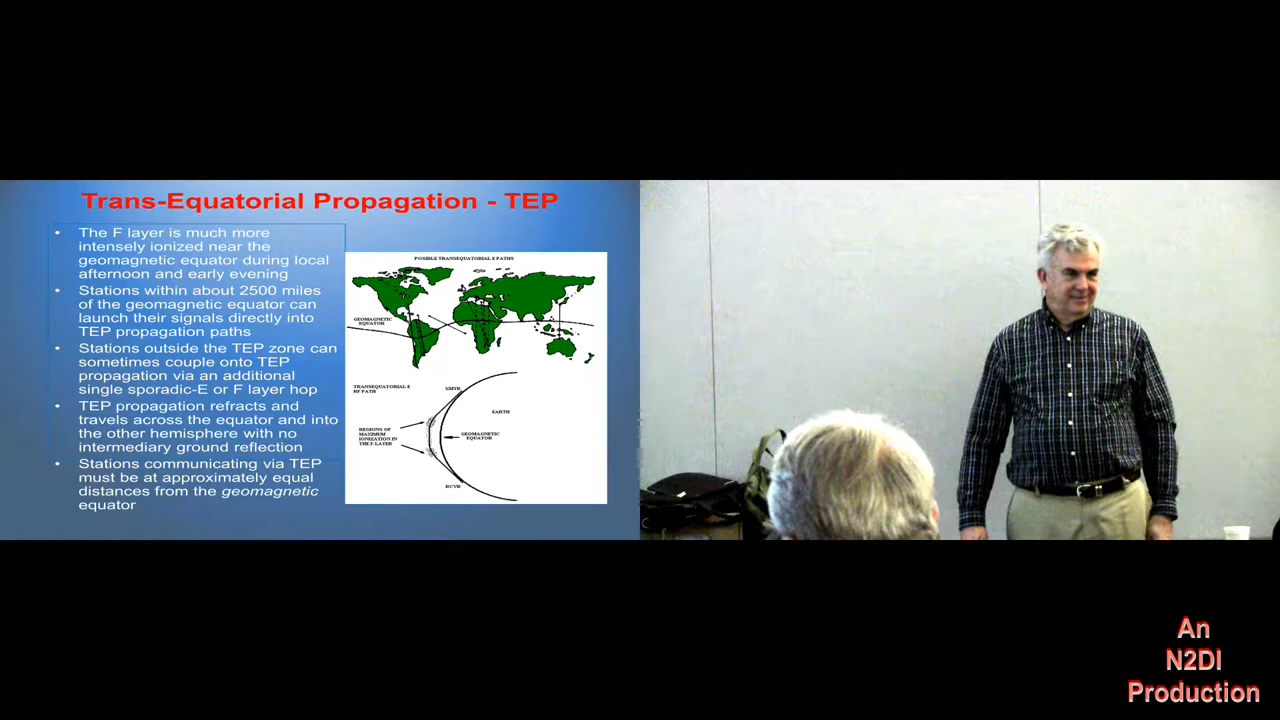 Trans-Equatorial Propagation - TEP
• The F layer is much more
intensely ionized near the
geomagnetic equator during local
afternoon and early evening
• Stations within about 2500 miles
of the geomagnetic equator can
launch their signals directly into
TEP propagation paths
• Stations outside the TEP zone can
sometimes couple onto TEP
propagation via an additional
single sporadic-E or F layer hop
• TEP propagation refracts and
travels across the equator and into
the other hemisphere with no
intermediary ground reflection
• Stations communicating via TEP
must be at approximately equal
distances from the geomagnetic
equator
POSIBLE TRANSEQUATORIAL E PATHS
GEOMAGNETIC
EQUATOR
TRANSEQUATORIAL E
RF PATH
XMTR
EARTH
REGIONS OF
MAXIMUM
IONIZATION IN
THE F LAYER
GEOMAGNETIC
EQUATOR
RCVR
An
N2DI
Production